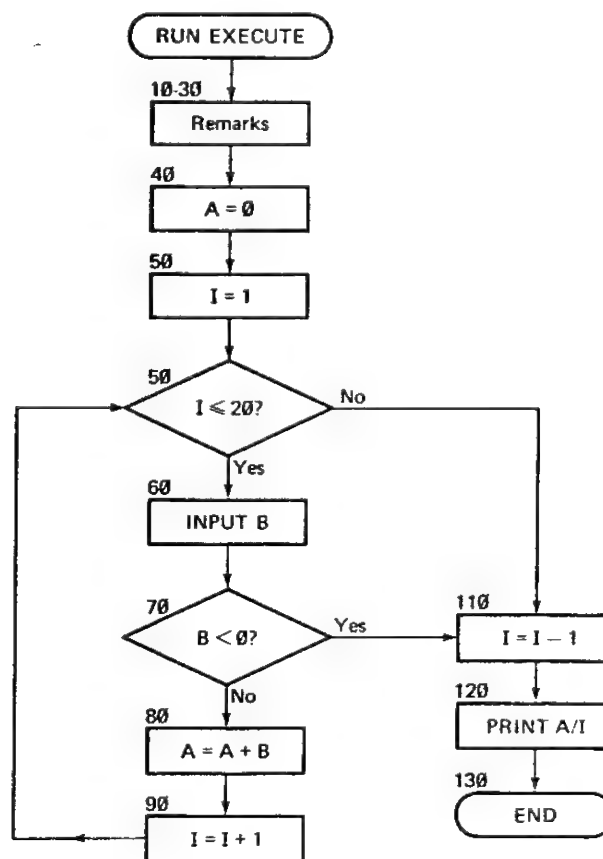 RUN EXECUTE
10-30
Remarks
40
A = 0
50
I = 1
50
I ≤ 20?
No
Yes
60
INPUT B
70
B < 0?
Yes
No
110
I = I – 1
80
A = A + B
120
PRINT A/I
90
I = I + 1
130
END